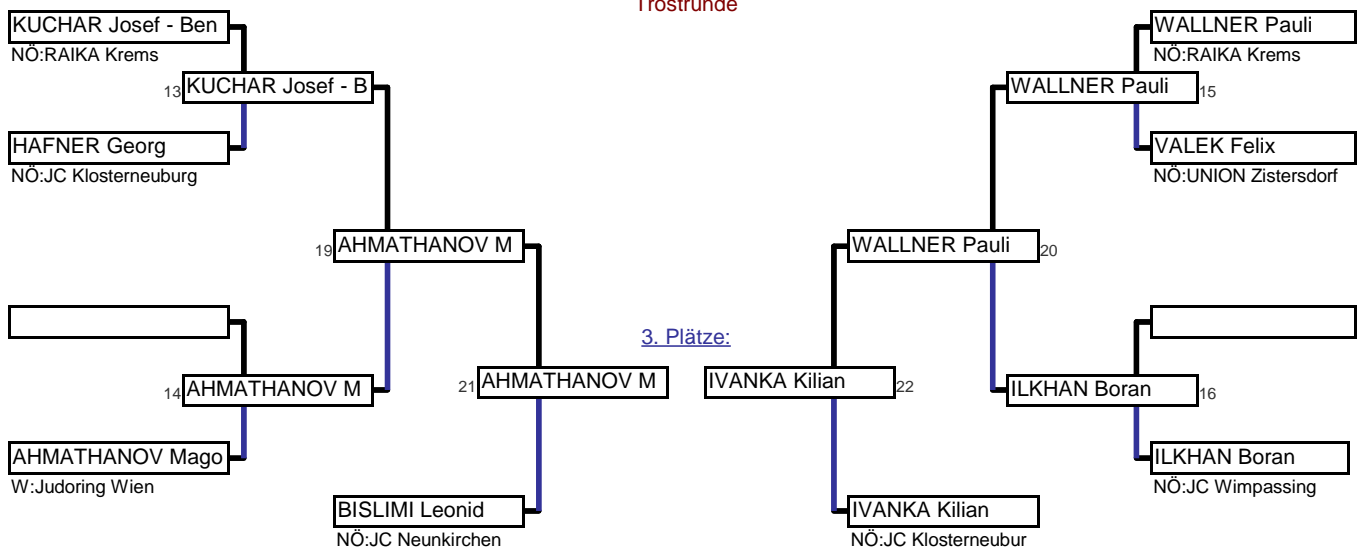 Trostrunde
KUCHAR Josef - Ben
NÖ:RAIKA Krems
WALLNER Pauli
NÖ:RAIKA Krems
13 KUCHAR Josef - B
WALLNER Pauli 15
HAFNER Georg
NÖ:JC Klosterneuburg
VALEK Felix
NÖ:UNION Zistersdorf
19 AHMATHANOV M
WALLNER Pauli 20
3. Plätze:
14 AHMATHANOV M
21 AHMATHANOV M
IVANKA Kilian 22
ILKHAN Boran 16
AHMATHANOV Mago
W:Judoring Wien
ILKHAN Boran
NÖ:JC Wimpassing
BISLIMI Leonid
NÖ:JC Neunkirchen
IVANKA Kilian
NÖ:JC Klosterneubur